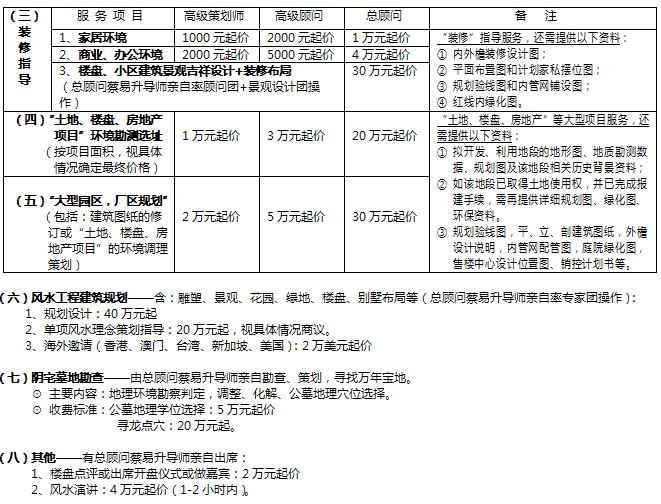 （三）装修指导 服 务 项 目 高级策划师 高级顾问 总顾问 备 注
1、家居环境 1000 元起价 2000 元起价 1 万元起价
2、商业、办公环境 2000 元起价 5000 元起价 4 万元起价
3、楼盘、小区建筑景观吉祥设计+装修布局 30 万元起价
（总顾问蔡易升导师亲自率顾问团+景观设计团操
作）
“装修”指导服务，还需提供以下资料：
① 内外檐装修设计图；
② 平面布置图和计划家私摆位图；
③ 规划验线图和内管网铺设图；
④ 红线内绿化图。
（四）“土地、楼盘、房地产
项目”环境勘测选址
（按项目面积，视具体
情况确定最终价格）
1 万元起价 3 万元起价 20 万元起价
（五）“大型园区，厂区规划”
（包括：建筑图纸的修
订或“土地、楼盘、房
地产项目”的环境调理
策划）
2 万元起价 5 万元起价 30 万元起价
“土地、楼盘、房地产”等大型项目服务，还
需提供以下资料：
① 拟开发、利用地段的地形图、地质勘测数
据、规划图及该地段相关历史背景资料；
② 如该地段已取得土地使用权，并已完成报
建手续，需再提供详细规划图、绿化图、
环保资料。
③ 规划验线图，平、立、剖建筑图纸，外檐
设计说明，内管网配管图，庭院绿化图，
售楼中心设计位置图、销控计划书等。
（六）风水工程建筑规划——含：雕塑、景观、花园、绿地、楼盘、别墅布局等（总顾问蔡易升导师亲自率专家团操作）：
1、规划设计：40 万元起
2、单项风水理念策划指导：20 万元起，视具体情况商议。
3、海外邀请（香港、澳门、台湾、新加坡、美国）：2 万美元起价
（七）阴宅墓地勘查——由总顾问蔡易升导师亲自勘查、策划，寻找万年宝地。
⊙ 主要内容：地理环境勘察判定，调整、化解、公墓地理穴位选择。
⊙ 收费标准：公墓地理学位选择：5 万元起价
寻龙点穴：20 万元起。
（八）其他——有总顾问蔡易升导师亲自出席：
1、楼盘点评或出席开盘仪式或做嘉宾：2 万元起价
2、风水演讲：4 万元起价（1-2 小时内）。